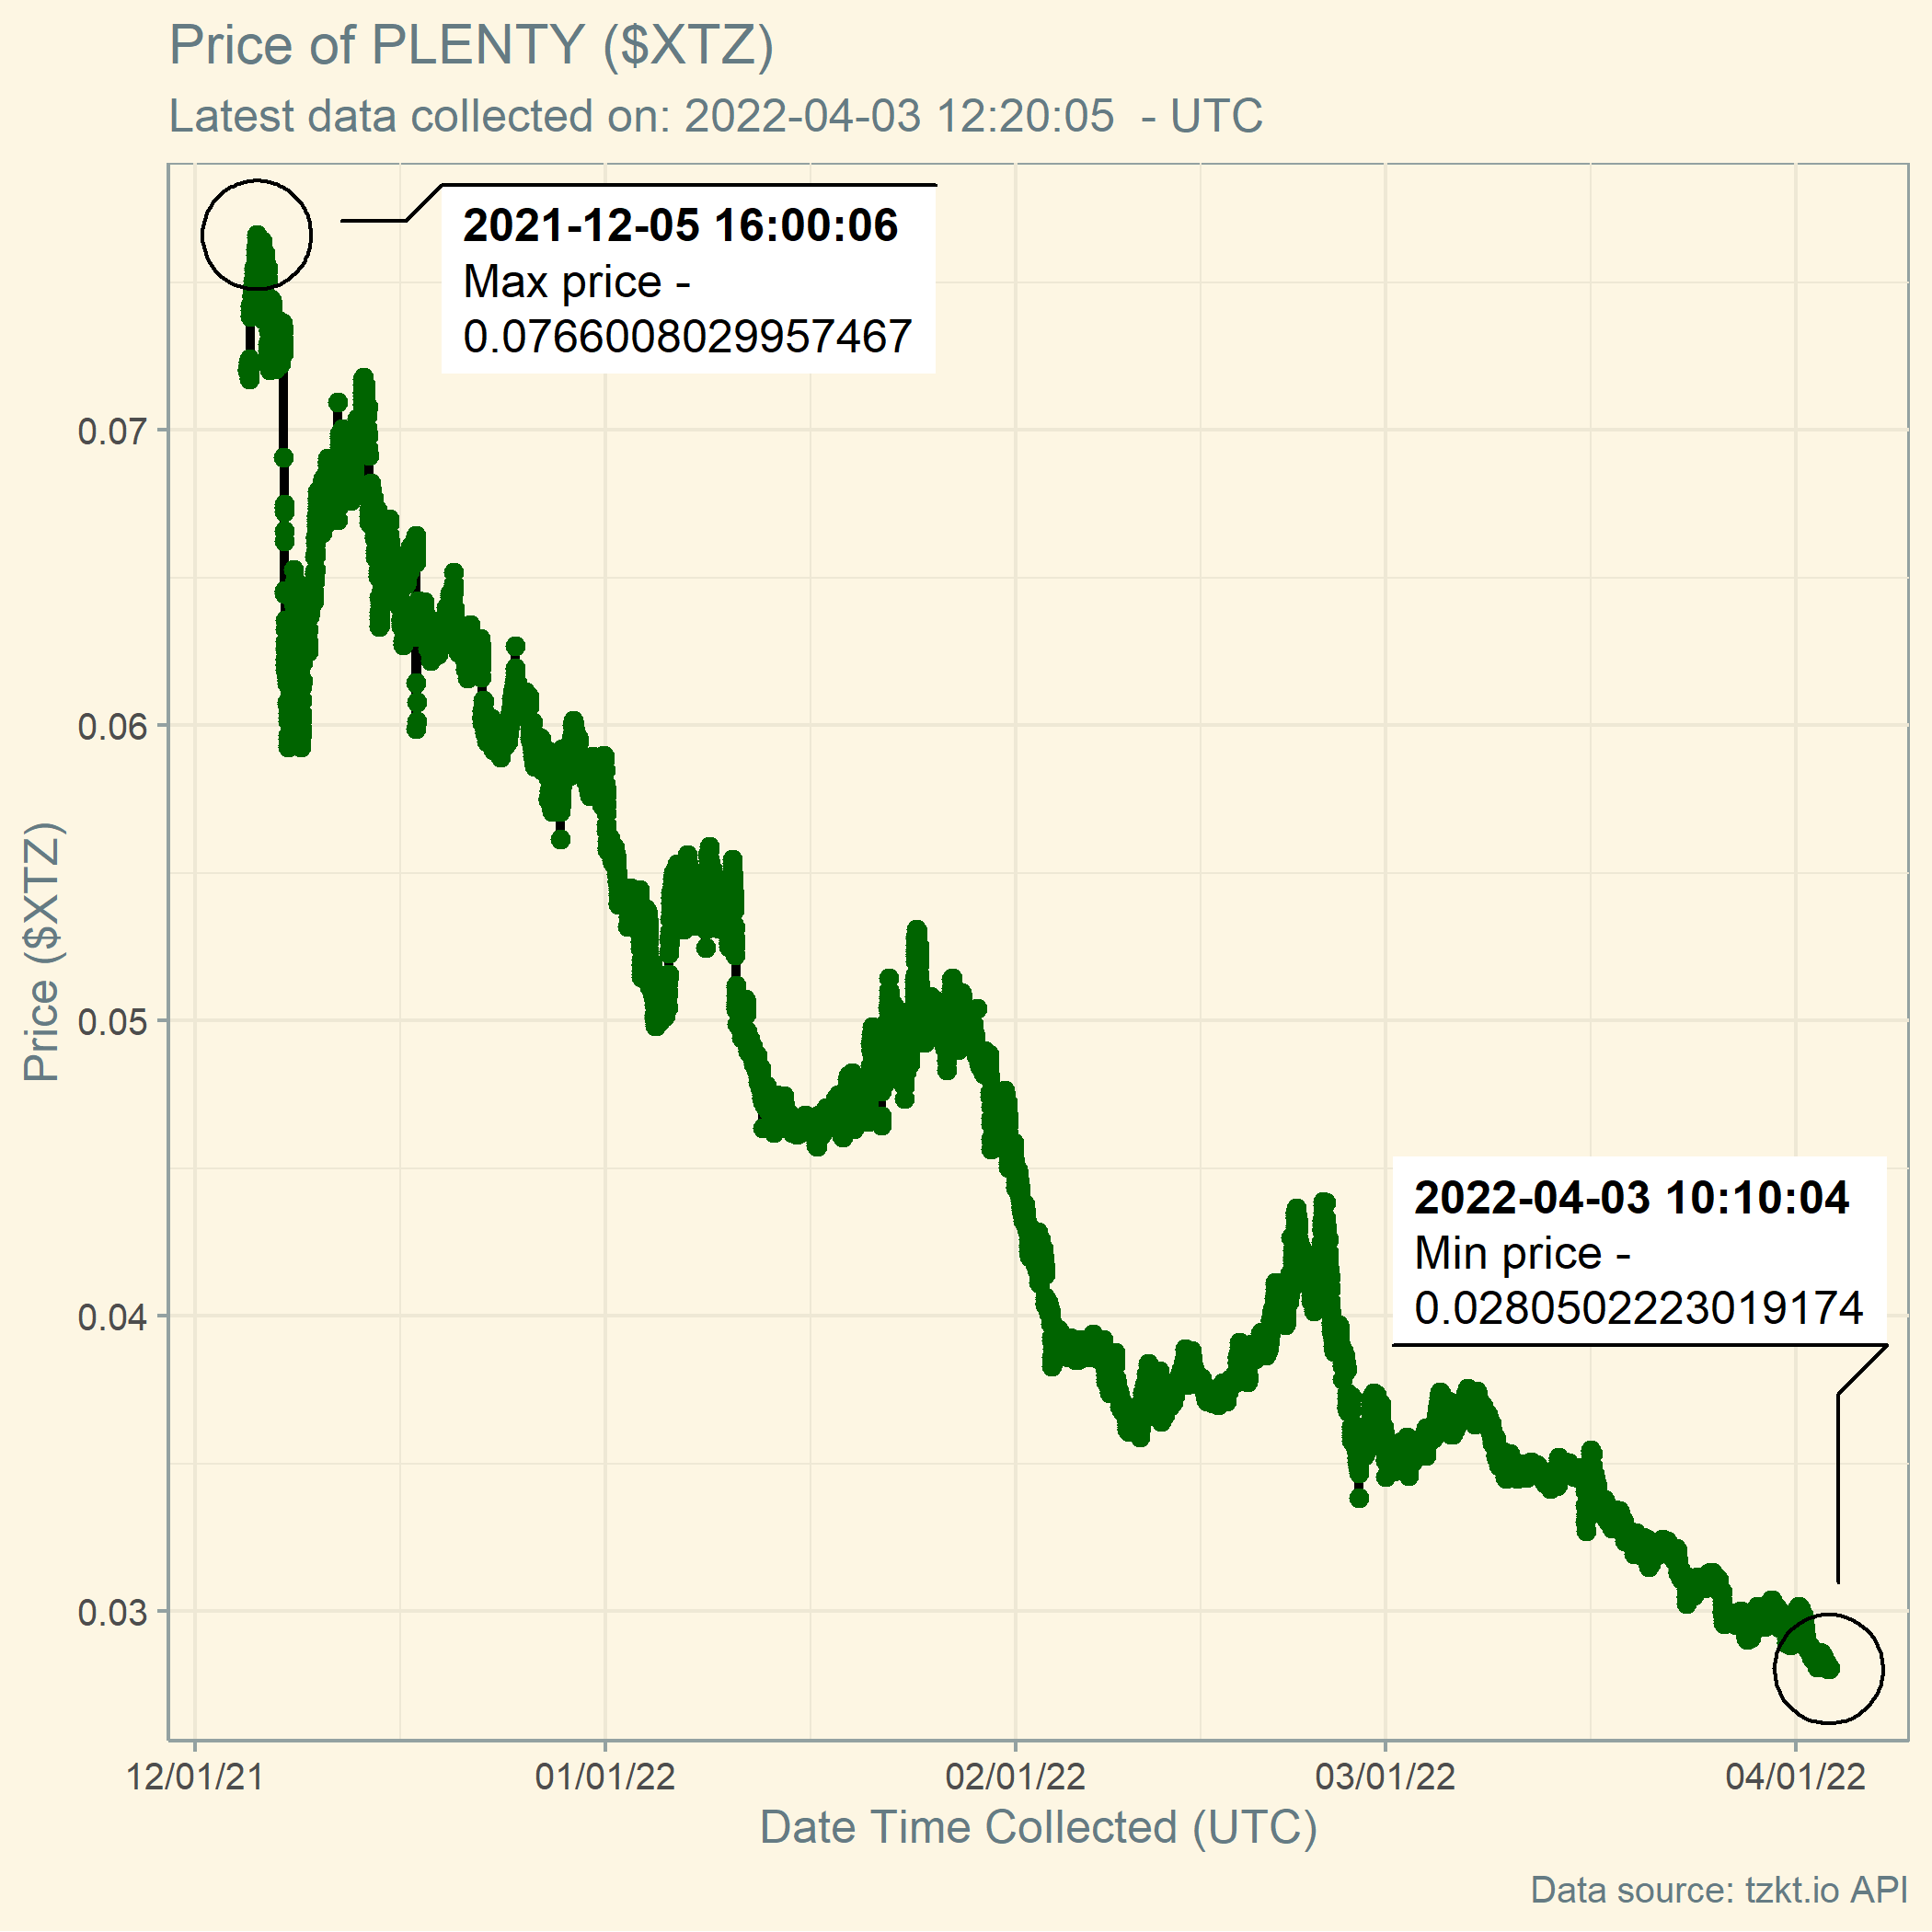 Price of PLENTY ($XTZ)
Latest data collected on: 2022-04-03 12:20:05  - UTC
2021-12-05 16:00:06
Max price -
0.0766008029957467
0.07
0.06
0.05
0.04
0.03
Price ($XTZ)
2022-04-03 10:10:04
Min price -
0.0280502223019174
12/01/21
01/01/22
02/01/22
03/01/22
04/01/22
Date Time Collected (UTC)
Data source: tzkt.io API